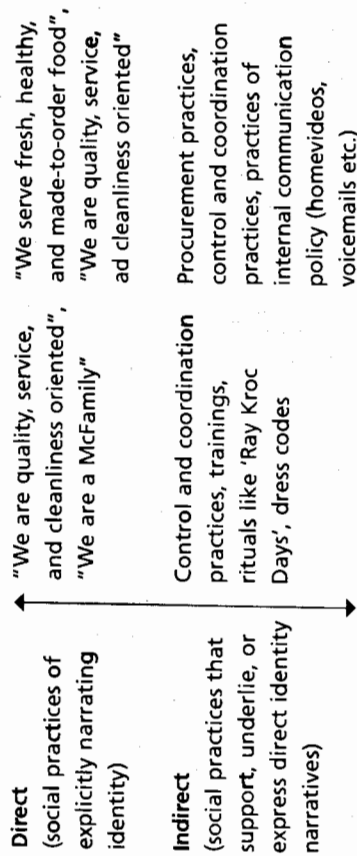 Direct
(social practices of
explicitly narrating
identity)
"We are quality, service,
and cleanliness oriented",
"We are a McFamily"
"We serve fresh, healthy,
and made-to-order food",
"We are quality, service,
ad cleanliness oriented"
Indirect
(social practices that
support, underlie, or
express direct identity
narratives)
Control and coordination
practices, trainings,
rituals like 'Ray Kroc
Days', dress codes
Procurement practices,
control and coordination
practices, practices of
internal communication
policy (homevideos,
voicemails etc.)